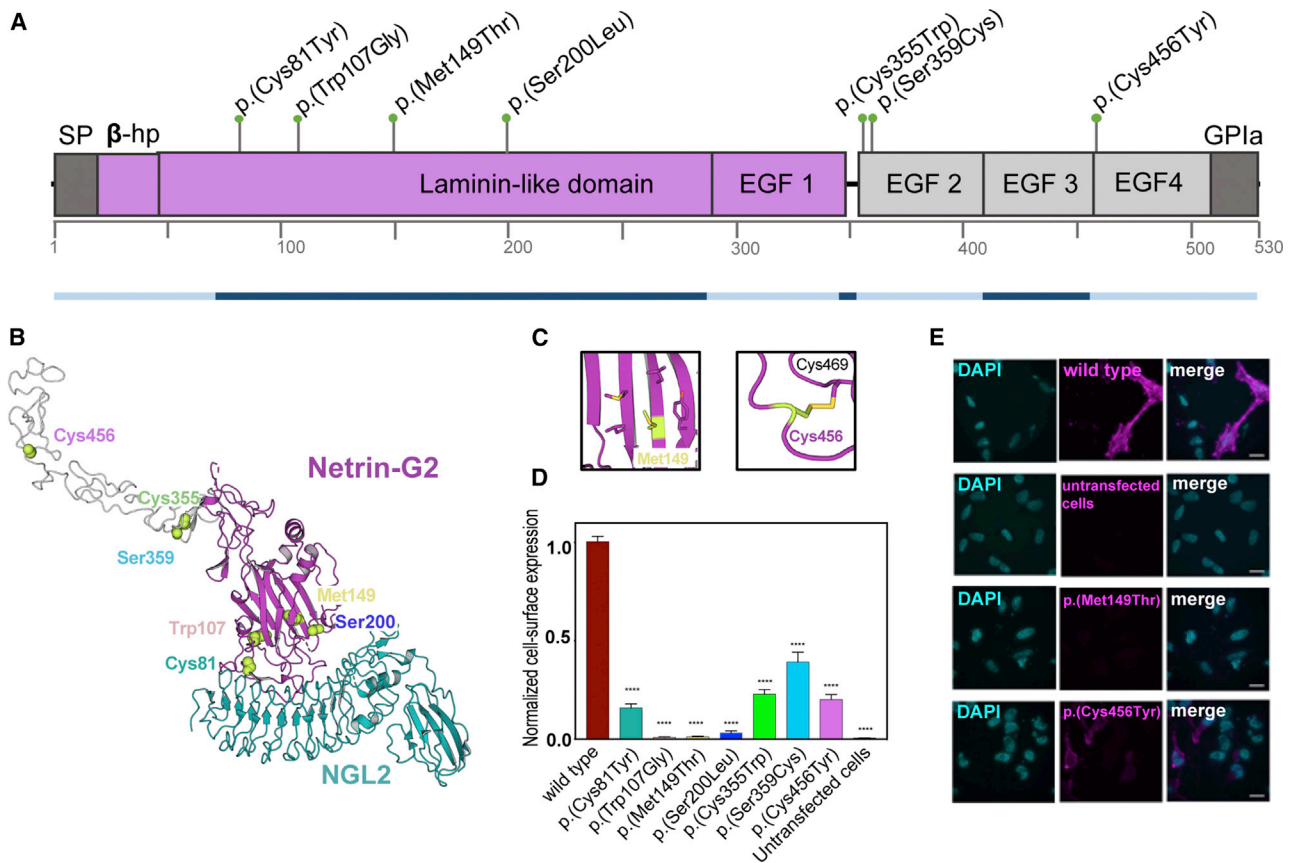 A
p.(Cys81Tyr)
p.(Trp107Gly)
p.(Met149Thr)
p.(Ser200Leu)
p.(Cys355Trp)
p.(Ser359Cys)
p.(Cys456Tyr)
SP
β-hp
GPIa
Laminin-like domain
EGF 1
EGF 2
EGF 3
EGF4
1
100
200
300
400
500
530
B
Cys456
Cys355
Ser359
Netrin-G2
Met149
Trp107
Ser200
Cys81
NGL2
C
Met149
Cys469
Cys456
D
Normalized cell-surface expression
1.0
0.5
0.0
****
****
****
****
****
****
****
****
wild type
p.(Cys81Tyr)
p.(Trp107Gly)
p.(Met149Thr)
p.(Ser200Leu)
p.(Cys355Trp)
p.(Ser359Cys)
p.(Cys456Tyr)
Untransfected cells
E
DAPI
wild type
merge
DAPI
untransfected
cells
merge
DAPI
p.(Met149Thr)
merge
DAPI
p.(Cys456Tyr)
merge